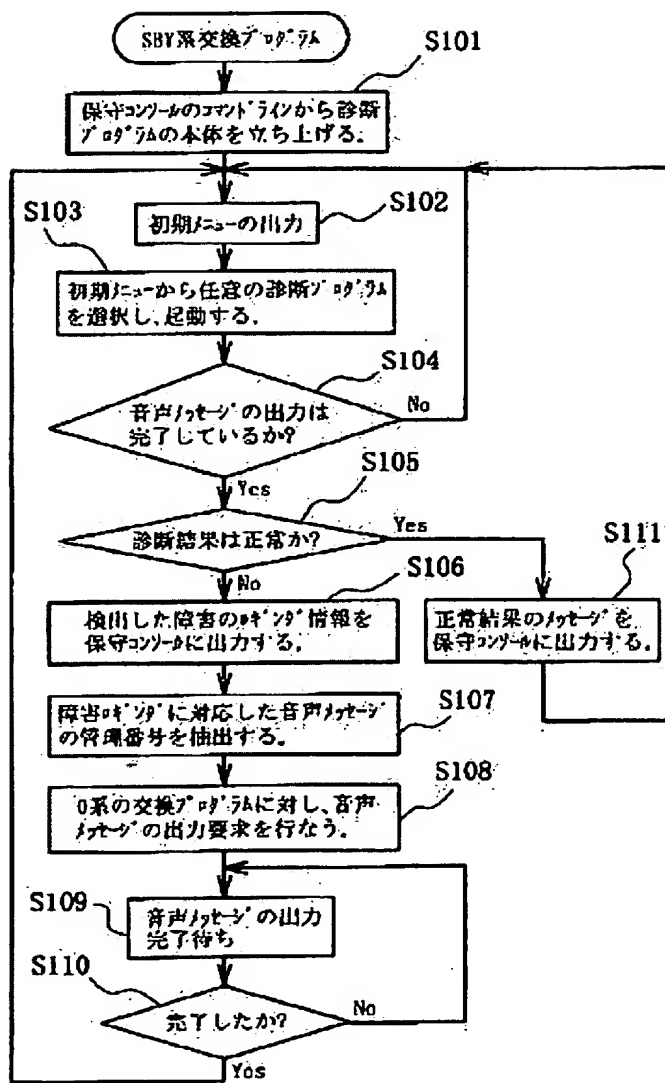 SBY系交換プログラム
S101
保守コンソールのコマンドラインから診断
プログラムの本体を立ち上げる。
S102
初期メニューの出力
S103
初期メニューから任意の診断プログラム
を選択し、起動する。
S104
音声メッセージの出力は
完了しているか?
No
Yes
S105
診断結果は正常か?
Yes
No
S106
検出した障害のロギング情報を
保守コンソールに出力する。
S111
正常結果のメッセージを
保守コンソールに出力する。
S107
障害ロギングに対応した音声メッセージ
の管理番号を抽出する。
S108
0系の交換プログラムに対し、音声
メッセージの出力要求を行なう。
S109
音声メッセージの出力
完了待ち
S110
完了したか?
No
Yes